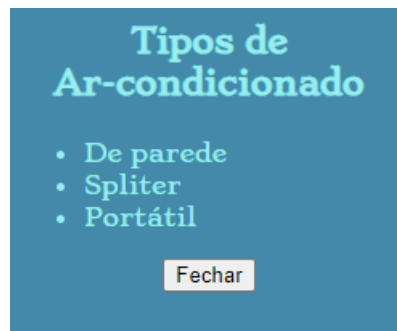 Tipos de
Ar-condicionado
De parede
Spliter
Portátil
Fechar